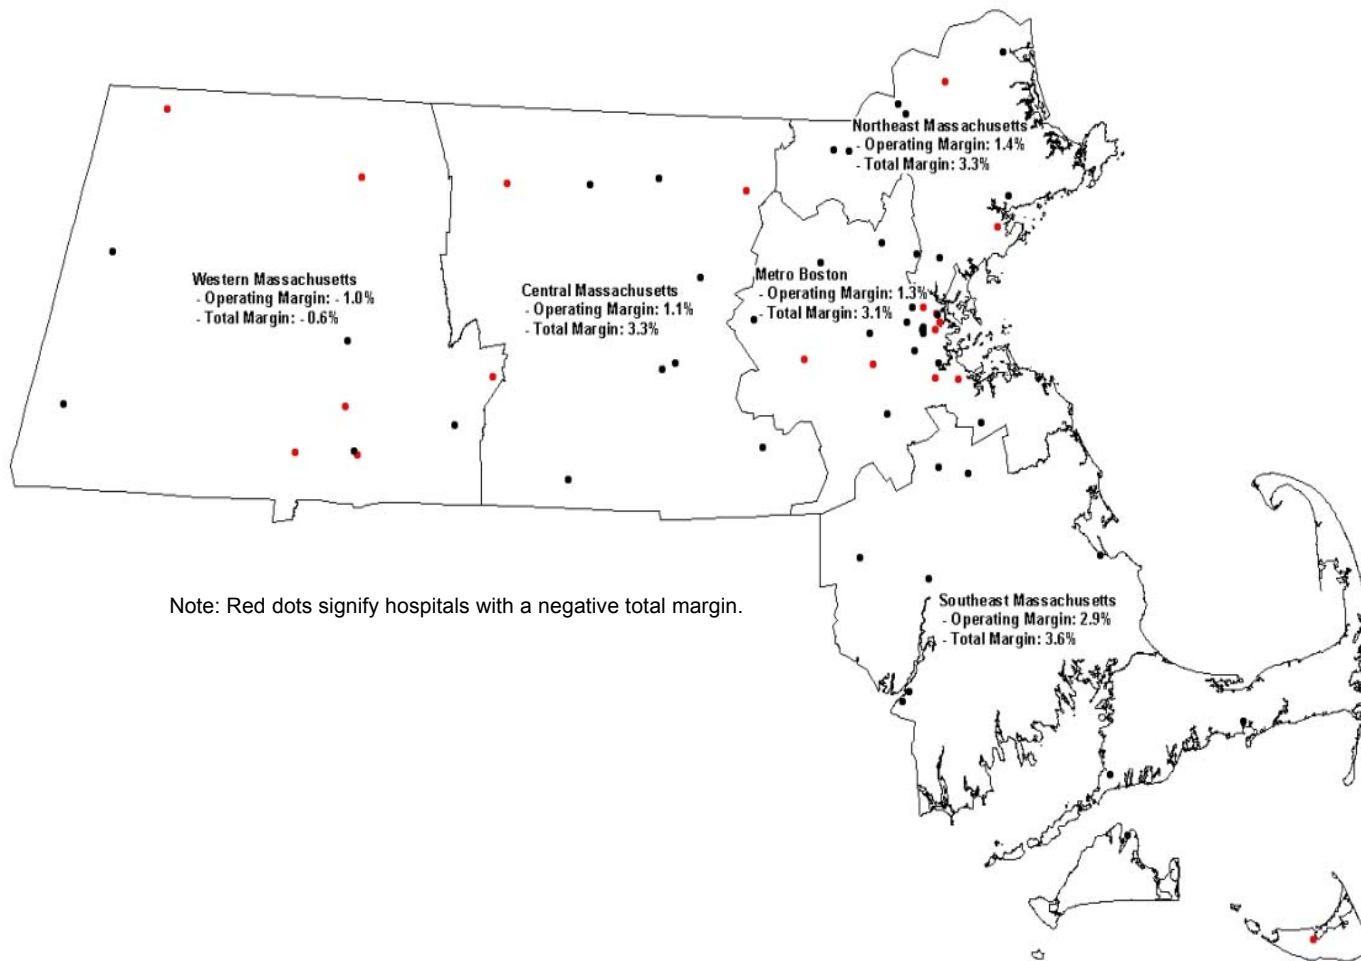 Northeast Massachusetts
- Operating Margin: 1.4%
- Total Margin: 3.3%
Western Massachusetts
- Operating Margin: - 1.0%
- Total Margin: - 0.6%
Central Massachusetts
- Operating Margin: 1.1%
- Total Margin: 3.3%
Metro Boston
- Operating Margin: 1.3%
- Total Margin: 3.1%
Note: Red dots signify hospitals with a negative total margin.
Southeast Massachusetts
- Operating Margin: 2.9%
- Total Margin: 3.6%